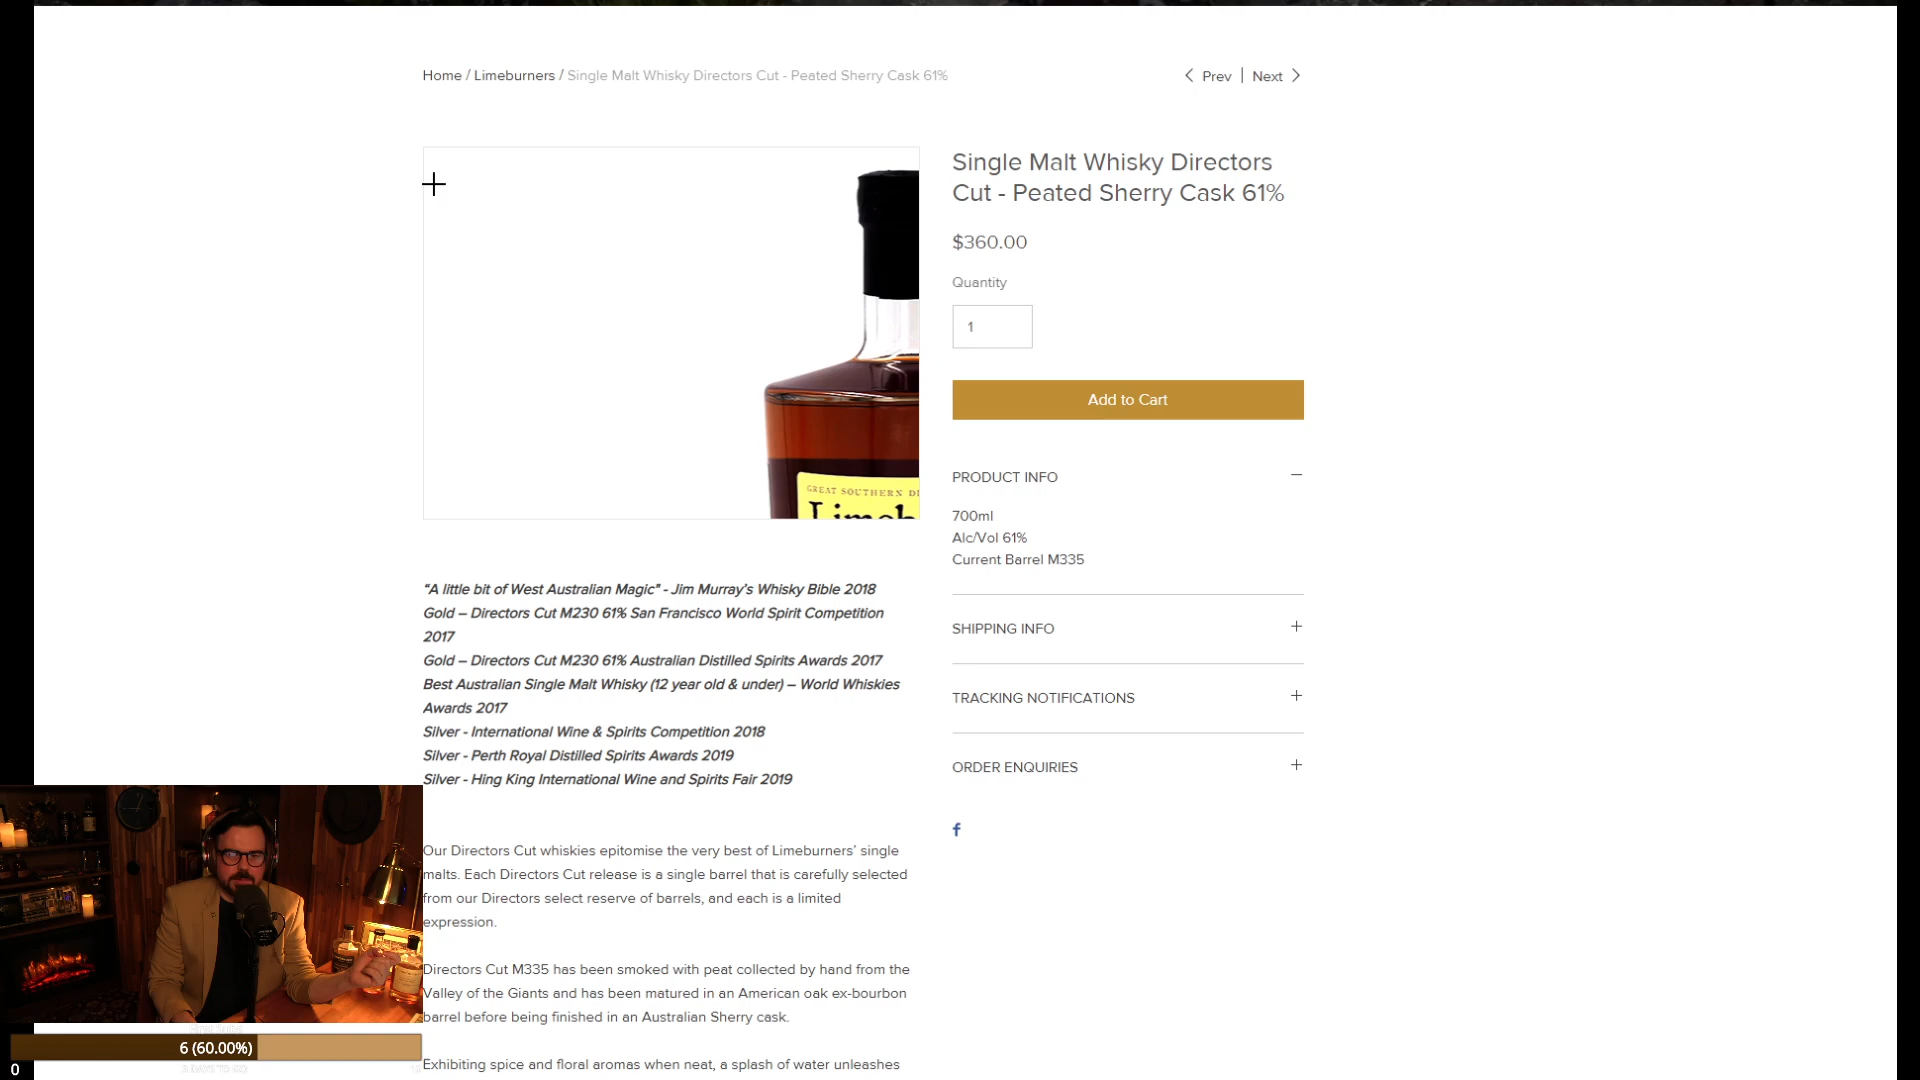 Home / Limeburners / Single Malt Whisky Directors Cut - Peated Sherry Cask 61%
Prev | Next
Single Malt Whisky Directors
Cut - Peated Sherry Cask 61%
$360.00
Quantity
1
Add to Cart
PRODUCT INFO
700ml
Alc/Vol 61%
Current Barrel M335
SHIPPING INFO
TRACKING NOTIFICATIONS
ORDER ENQUIRIES
f
GREAT SOUTHERN
“A little bit of West Australian Magic" - Jim Murray’s Whisky Bible 2018
Gold – Directors Cut M230 61% San Francisco World Spirit Competition
2017
Gold – Directors Cut M230 61% Australian Distilled Spirits Awards 2017
Best Australian Single Malt Whisky (12 year old & under) – World Whiskies
Awards 2017
Silver - International Wine & Spirits Competition 2018
Silver - Perth Royal Distilled Spirits Awards 2019
Silver - Hing King International Wine and Spirits Fair 2019
Our Directors Cut whiskies epitomise the very best of Limeburners’ single
malts. Each Directors Cut release is a single barrel that is carefully selected
from our Directors select reserve of barrels, and each is a limited
expression.
Directors Cut M335 has been smoked with peat collected by hand from the
Valley of the Giants and has been matured in an American oak ex-bourbon
barrel before being finished in an Australian Sherry cask.
Exhibiting spice and floral aromas when neat, a splash of water unleashes
6 (60.00%)
0